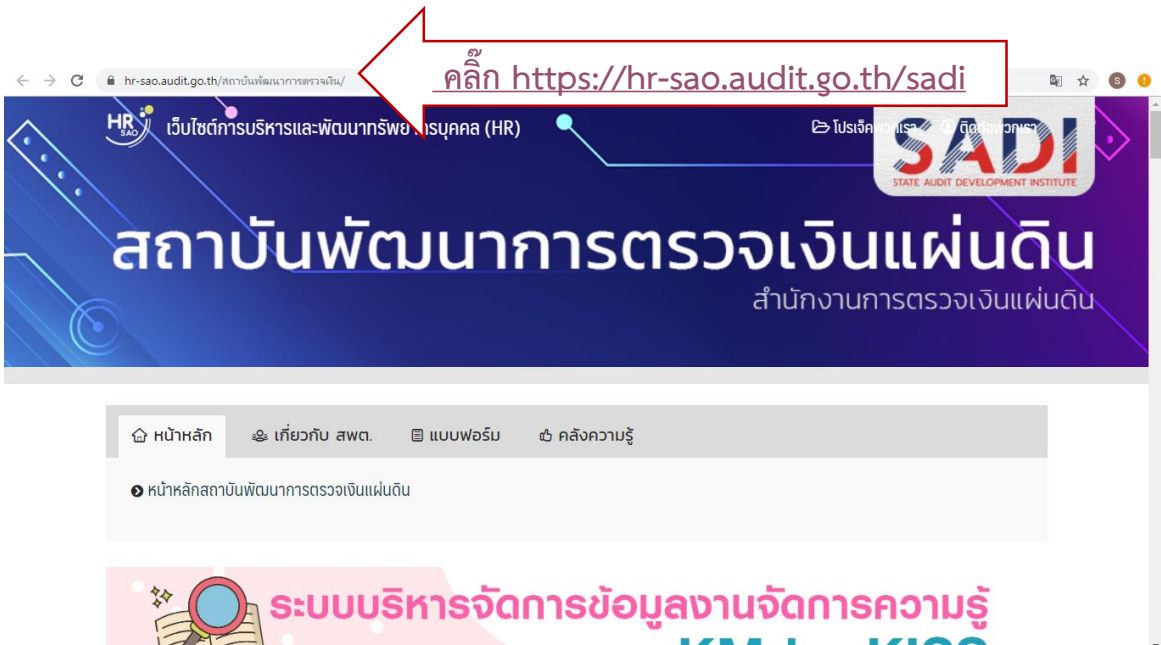 คลิ๊ก https://hr-sao.audit.go.th/sadi
hr-sao.audit.go.th/สถาบันพัฒนาการตรวจเงิน/
S
HR
SAO
เว็บไซต์การบริหารและพัฒนาทรัพยากรบุคคล (HR)
โปรเจ็คพวกเรา
ติดต่อพวกเรา
SADI
STATE AUDIT DEVELOPMENT INSTITUTE
สถาบันพัฒนาการตรวจเงินแผ่นดิน
สำนักงานการตรวจเงินแผ่นดิน
หน้าหลัก เกี่ยวกับ สพต. แบบฟอร์ม คลังความรู้
หน้าหลักสถาบันพัฒนาการตรวจเงินแผ่นดิน
ระบบบริหารจัดการข้อมูลงานจัดการความรู้